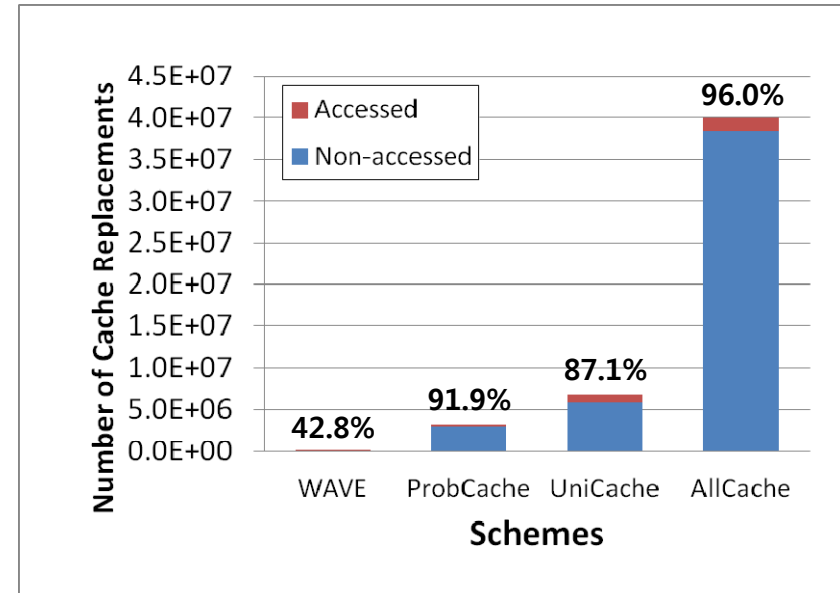 Number of Cache Replacements
4.5E+07
4.0E+07
3.5E+07
3.0E+07
2.5E+07
2.0E+07
1.5E+07
1.0E+07
5.0E+06
0.0E+00
Accessed
Non-accessed
42.8%
91.9%
87.1%
96.0%
WAVE
ProbCache
UniCache
AllCache
Schemes